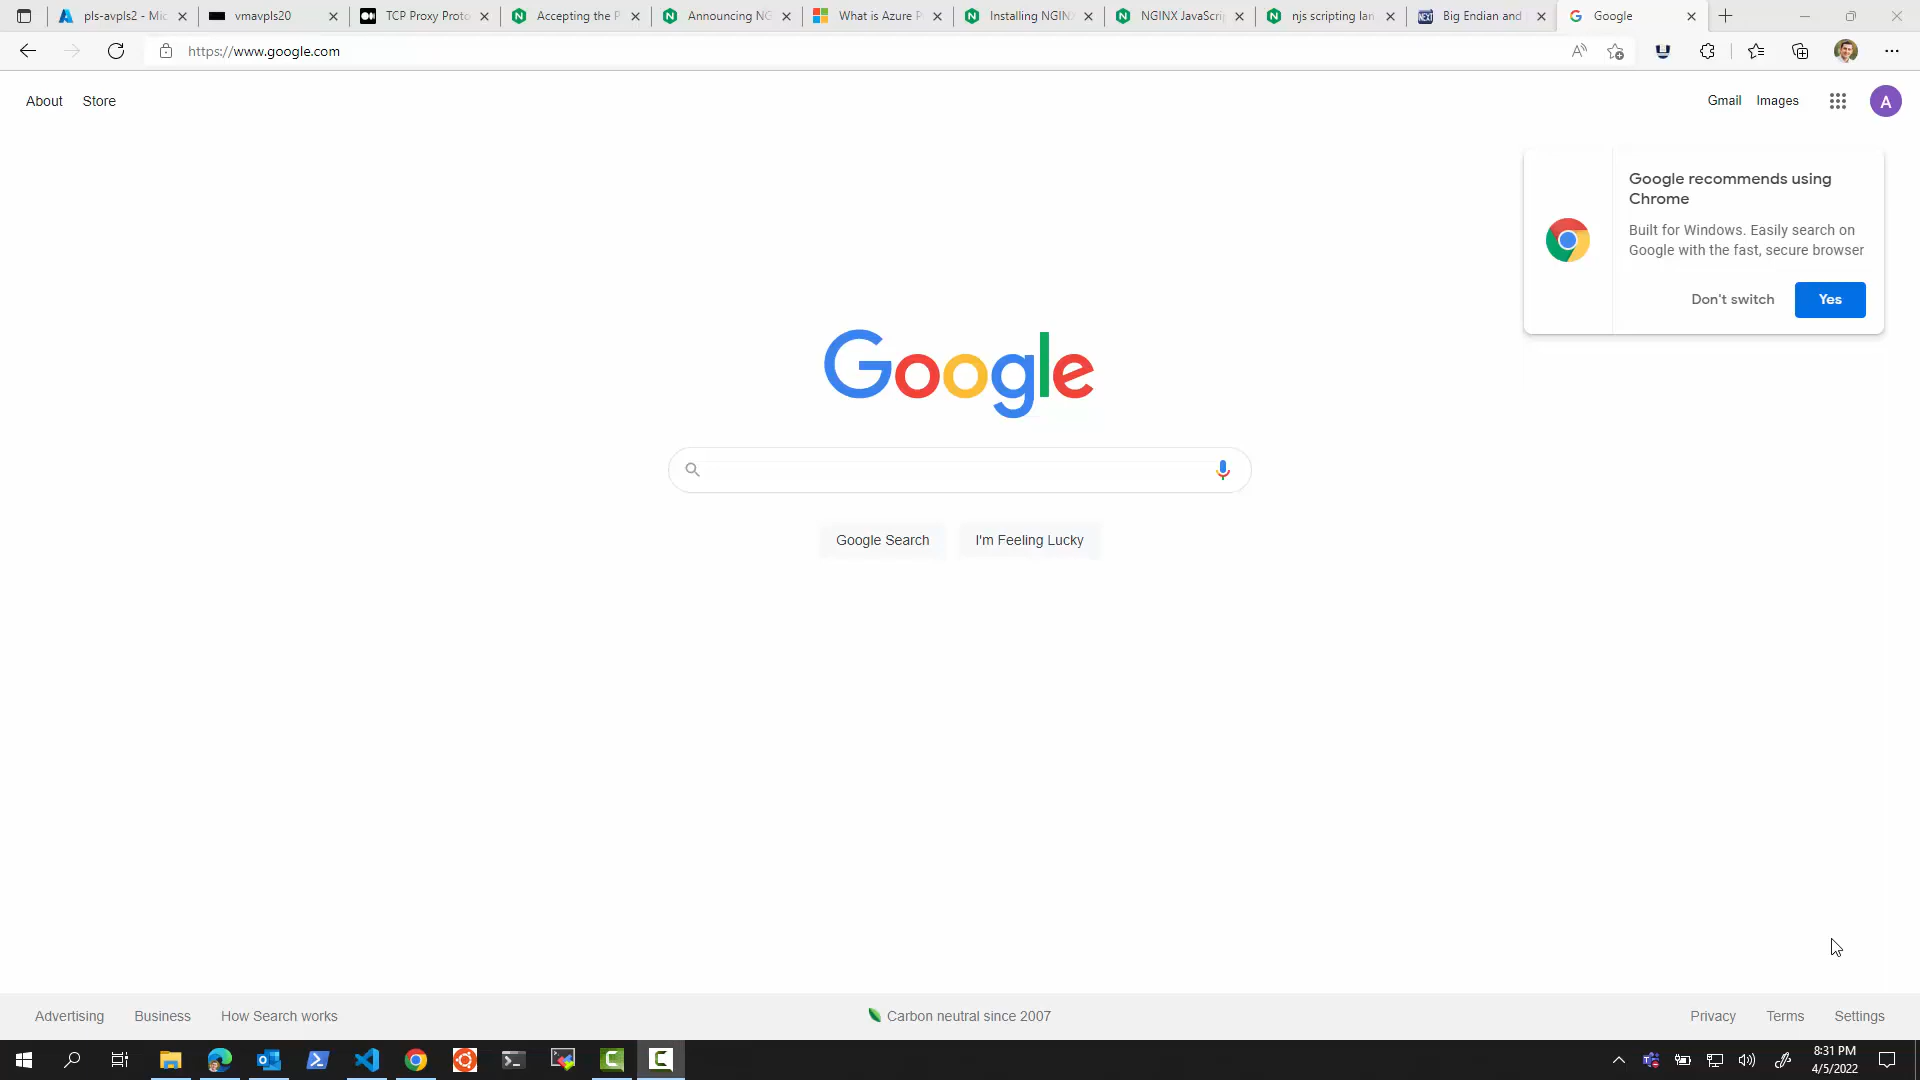 pls-avpls2 - Mic
vmavpls20
TCP Proxy Proto
Accepting the P
Announcing NG
What is Azure P
Installing NGINX
NGINX JavaScrip
njs scripting lan
Big Endian and
Google
https://www.google.com
About
Store
Gmail
Images
A
Google recommends using
Chrome
Built for Windows. Easily search on
Google with the fast, secure browser
Don't switch
Yes
Google
Google Search
I'm Feeling Lucky
Advertising
Business
How Search works
Carbon neutral since 2007
Privacy
Terms
Settings
8:31 PM
4/5/2022